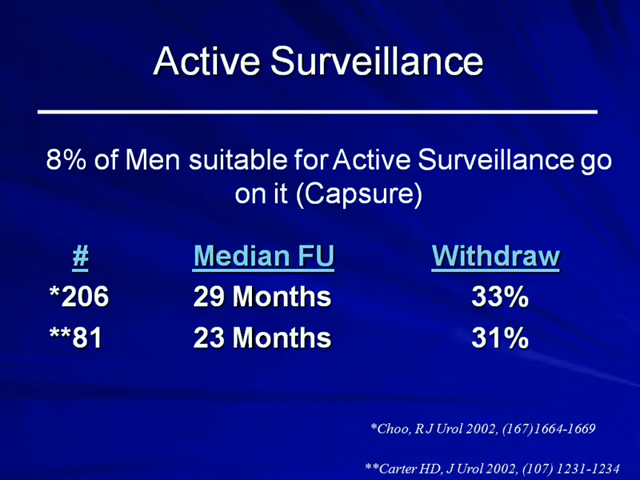 Active Surveillance
8% of Men suitable for Active Surveillance go
on it (Capsure)
# Median FU Withdraw
*206 29 Months 33%
**81 23 Months 31%
*Choo, R J Urol 2002, (167)1664-1669
**Carter HD, J Urol 2002, (107) 1231-1234